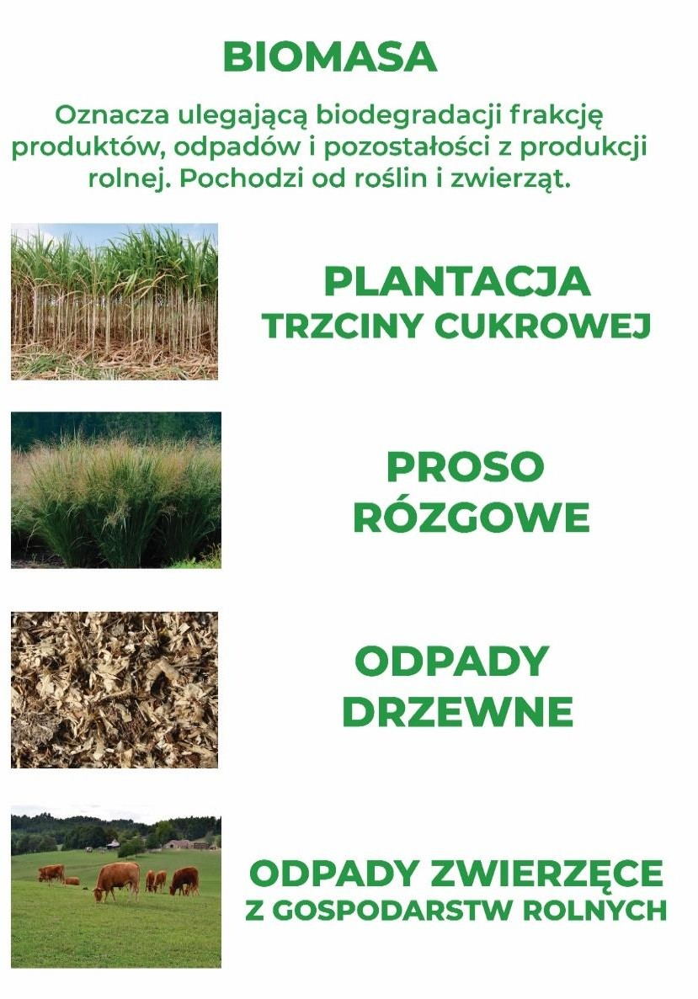 BIOMASA
Oznacza ulegającą biodegradacji frakcję
produktów, odpadów i pozostałości z produkcji
rolnej. Pochodzi od roślin i zwierząt.
PLANTACJA
TRZCINY CUKROWEJ
PROSO
RÓZGOWE
ODPADY
DRZEWNE
ODPADY ZWIERZĘCE
Z GOSPODARSTW ROLNYCH